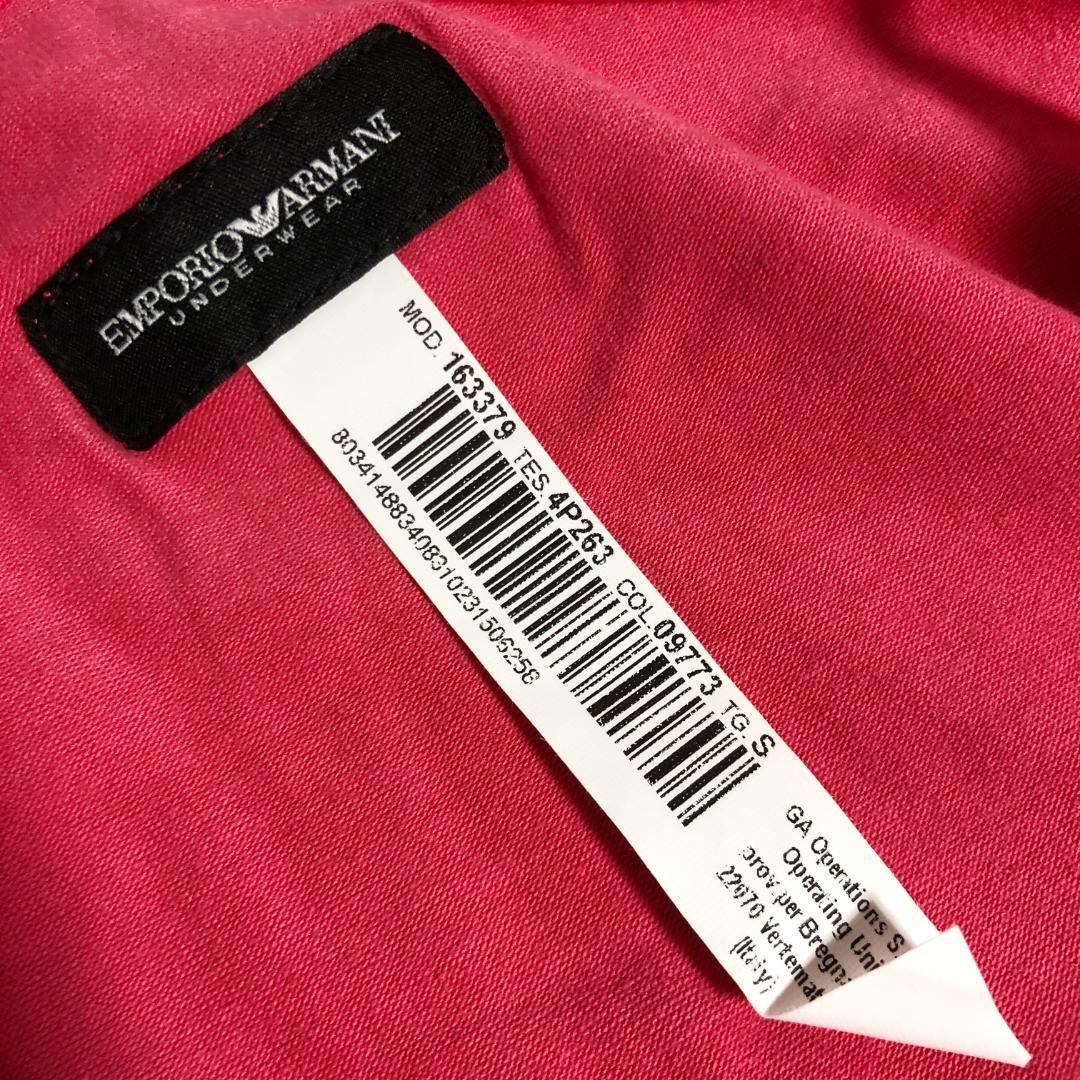 EMPORIO ARMANI
UNDERWEAR
MOD. 163379 TES. 4P263 COL. 09773 TG. S
803414883408310231506258
GA Operations S.
Operating Uni
prov. per Bregna
22070 Vertemat
(Italy)